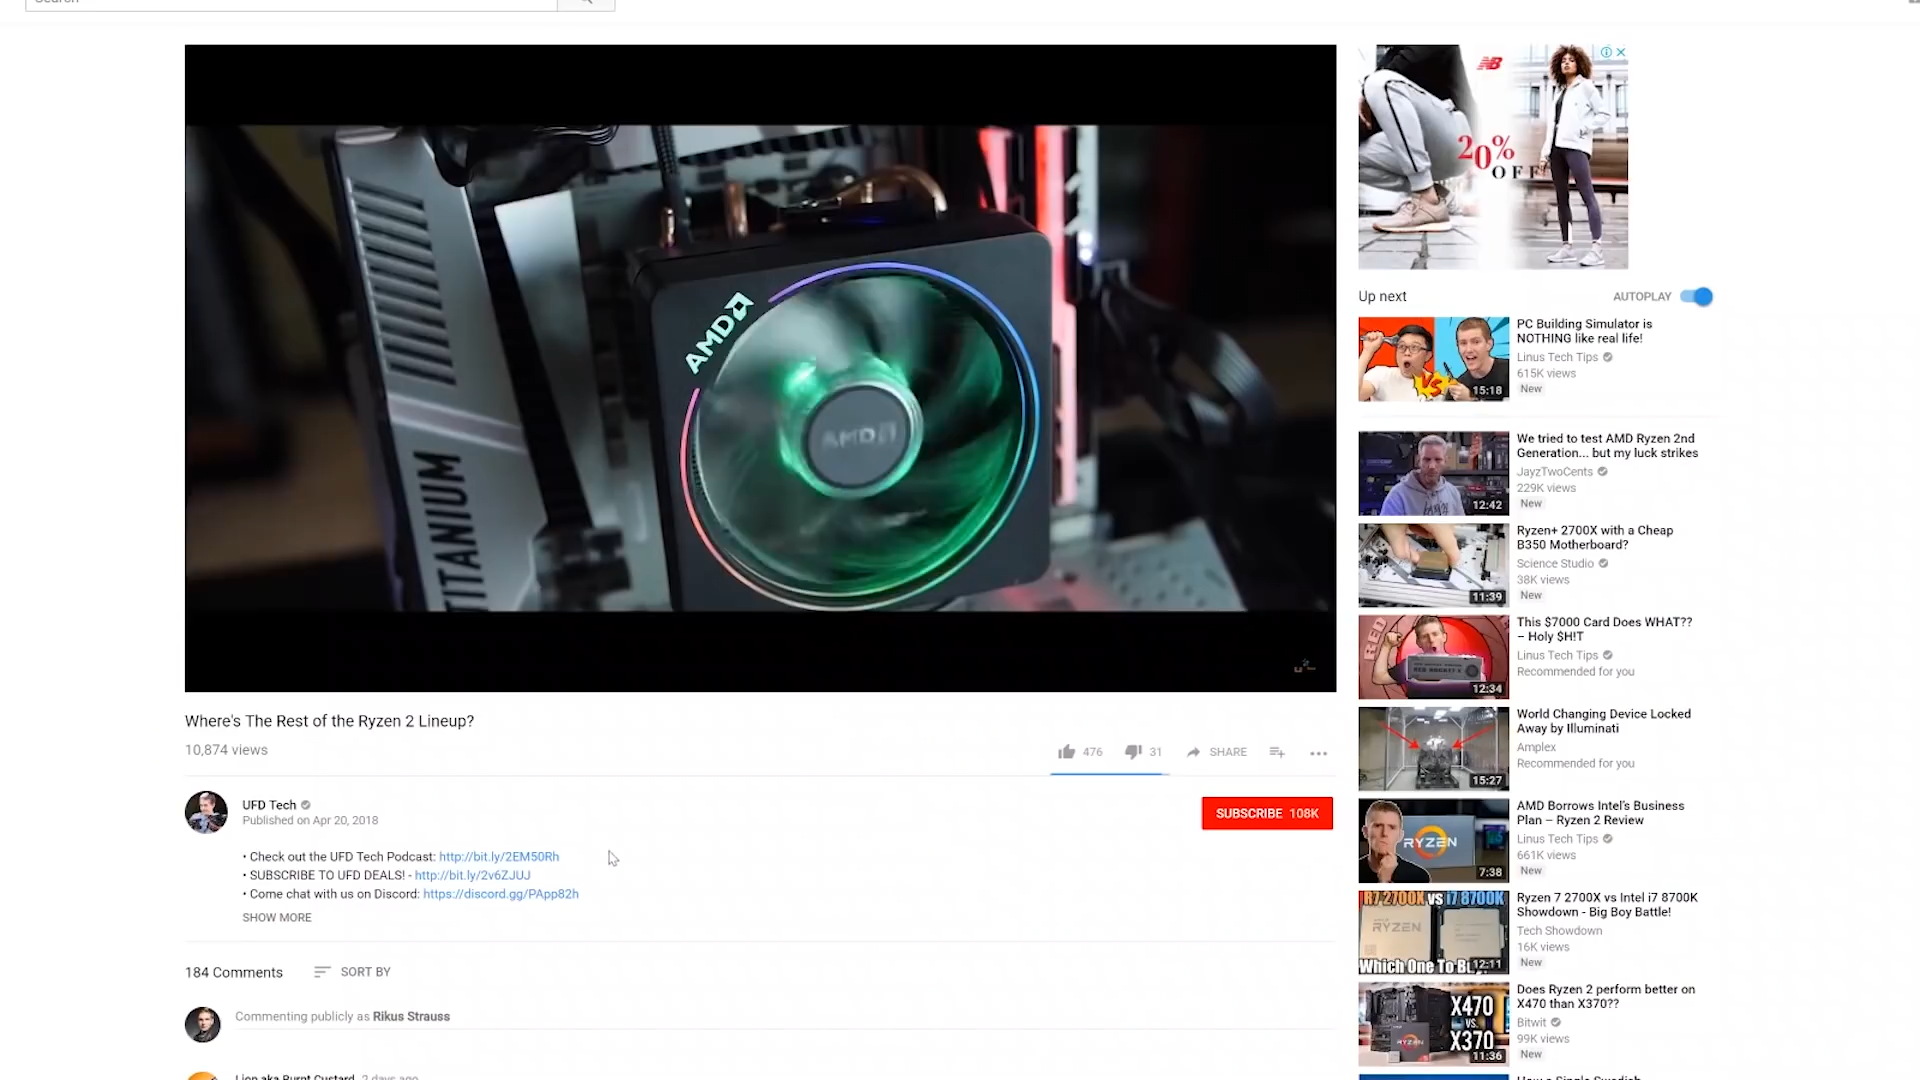 AMD
AMD
TITANIUM
Where's The Rest of the Ryzen 2 Lineup?
10,874 views
476
31
SHARE
UFD Tech
Published on Apr 20, 2018
SUBSCRIBE 108K
• Check out the UFD Tech Podcast: http://bit.ly/2EM50Rh
• SUBSCRIBE TO UFD DEALS! - http://bit.ly/2v6ZJUJ
• Come chat with us on Discord: https://discord.gg/PApp82h
SHOW MORE
184 Comments
SORT BY
Commenting publicly as Rikus Strauss
NB
20%
OFF
Up next
AUTOPLAY
VS
15:18
PC Building Simulator is
NOTHING like real life!
Linus Tech Tips
615K views
New
12:42
We tried to test AMD Ryzen 2nd
Generation... but my luck strikes
JayzTwoCents
229K views
New
11:39
Ryzen+ 2700X with a Cheap
B350 Motherboard?
Science Studio
38K views
New
RED
12:34
This $7000 Card Does WHAT??
– Holy $H!T
Linus Tech Tips
Recommended for you
15:27
World Changing Device Locked
Away by Illuminati
Amplex
Recommended for you
RYZEN
7:38
AMD Borrows Intel's Business
Plan – Ryzen 2 Review
Linus Tech Tips
661K views
New
R7 2700X VS i7 8700K
RYZEN
Which One To
12:11
Ryzen 7 2700X vs Intel i7 8700K
Showdown - Big Boy Battle!
Tech Showdown
16K views
New
X470
VS.
X370
RYZEN
11:36
Does Ryzen 2 perform better on
X470 than X370??
Bitwit
99K views
New